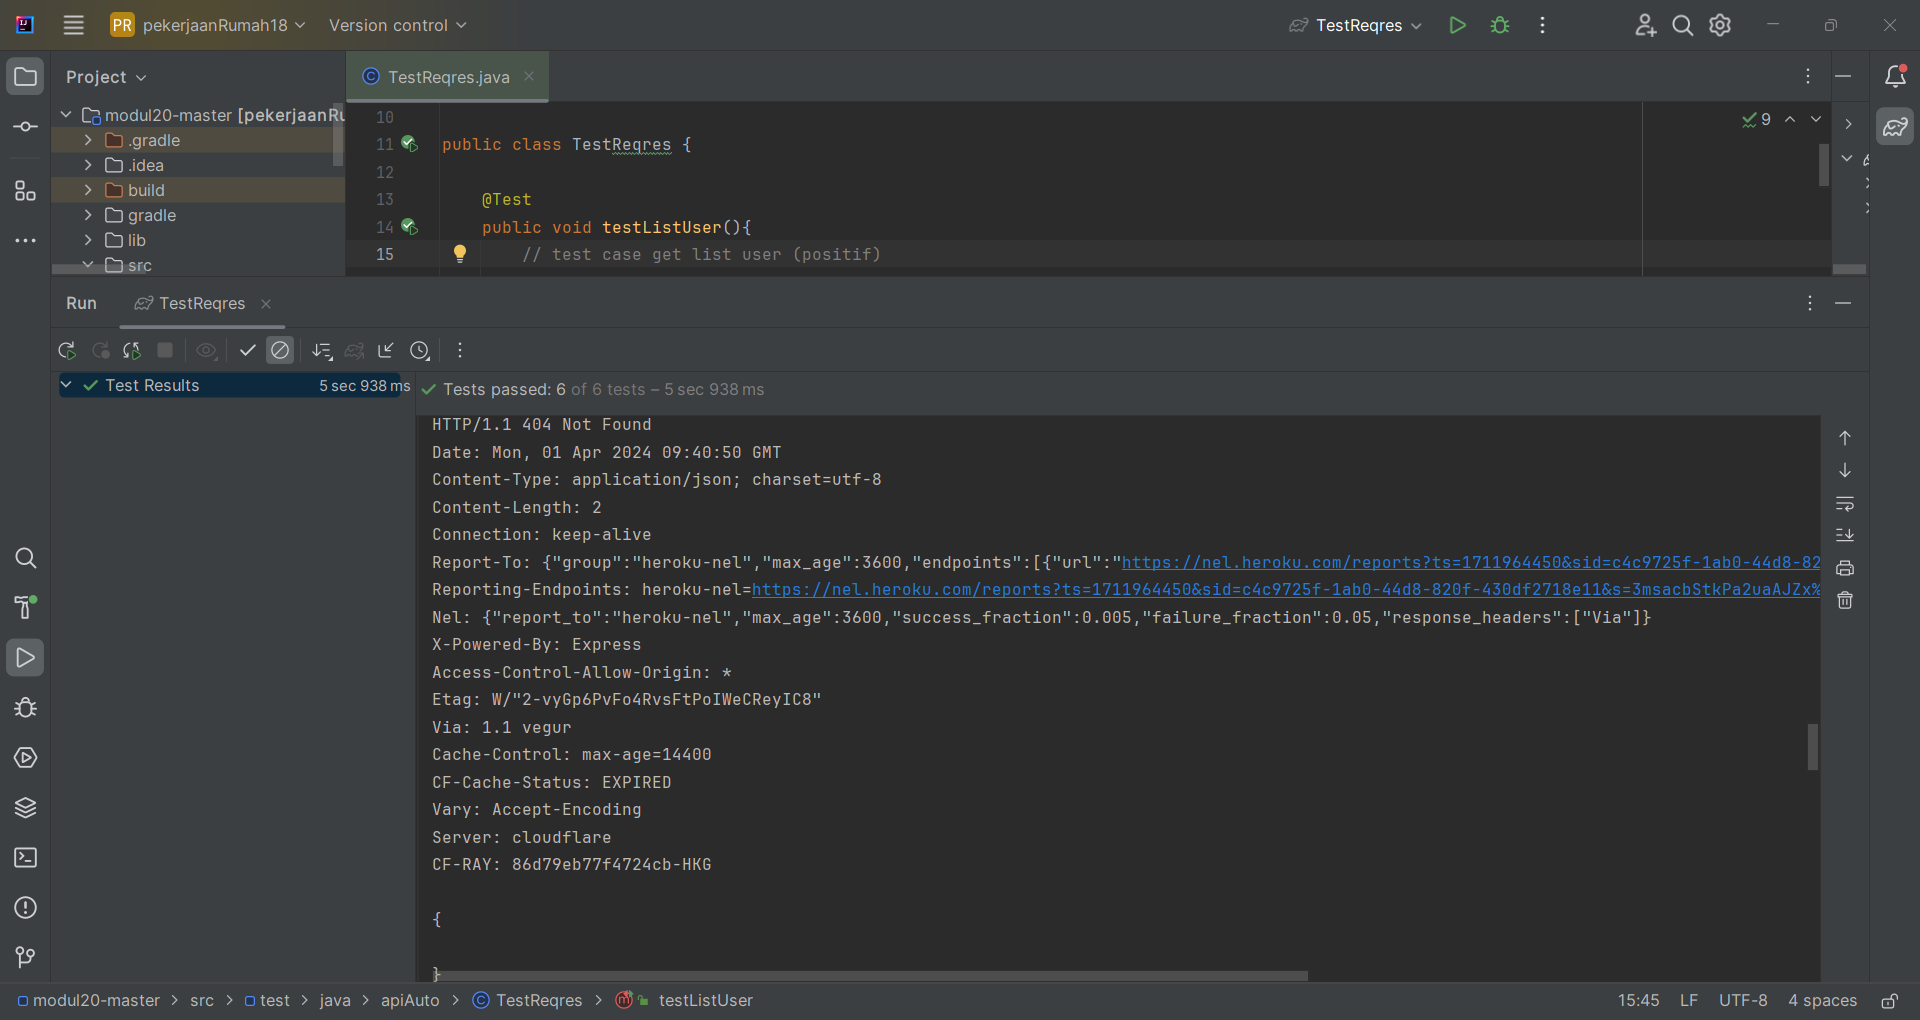 PR pekerjaanRumah18 Version control TestReqres
Project
TestReqres.java
modul20-master [pekerjaanRu
.gradle
.idea
build
gradle
lib
src
10
11 public class TestReqres {
12
13 @Test
14 public void testListUser(){
15 // test case get list user (positif)
9
Run TestReqres
Test Results 5 sec 938 ms
Tests passed: 6 of 6 tests – 5 sec 938 ms
HTTP/1.1 404 Not Found
Date: Mon, 01 Apr 2024 09:40:50 GMT
Content-Type: application/json; charset=utf-8
Content-Length: 2
Connection: keep-alive
Report-To: {"group":"heroku-nel","max_age":3600,"endpoints":[{"url":"https://nel.heroku.com/reports?ts=1711964450&sid=c4c9725f-1ab0-44d8-82
Reporting-Endpoints: heroku-nel=https://nel.heroku.com/reports?ts=1711964450&sid=c4c9725f-1ab0-44d8-820f-430df2718e11&s=3msacbStkPa2uaAJZx%
Nel: {"report_to":"heroku-nel","max_age":3600,"success_fraction":0.005,"failure_fraction":0.05,"response_headers":["Via"]}
X-Powered-By: Express
Access-Control-Allow-Origin: *
Etag: W/"2-vyGp6PvFo4RvsFtPoIWeCReyIC8"
Via: 1.1 vegur
Cache-Control: max-age=14400
CF-Cache-Status: EXPIRED
Vary: Accept-Encoding
Server: cloudflare
CF-RAY: 86d79eb77f4724cb-HKG
{
}
modul20-master > src > test > java > apiAuto > TestReqres > testListUser 15:45 LF UTF-8 4 spaces